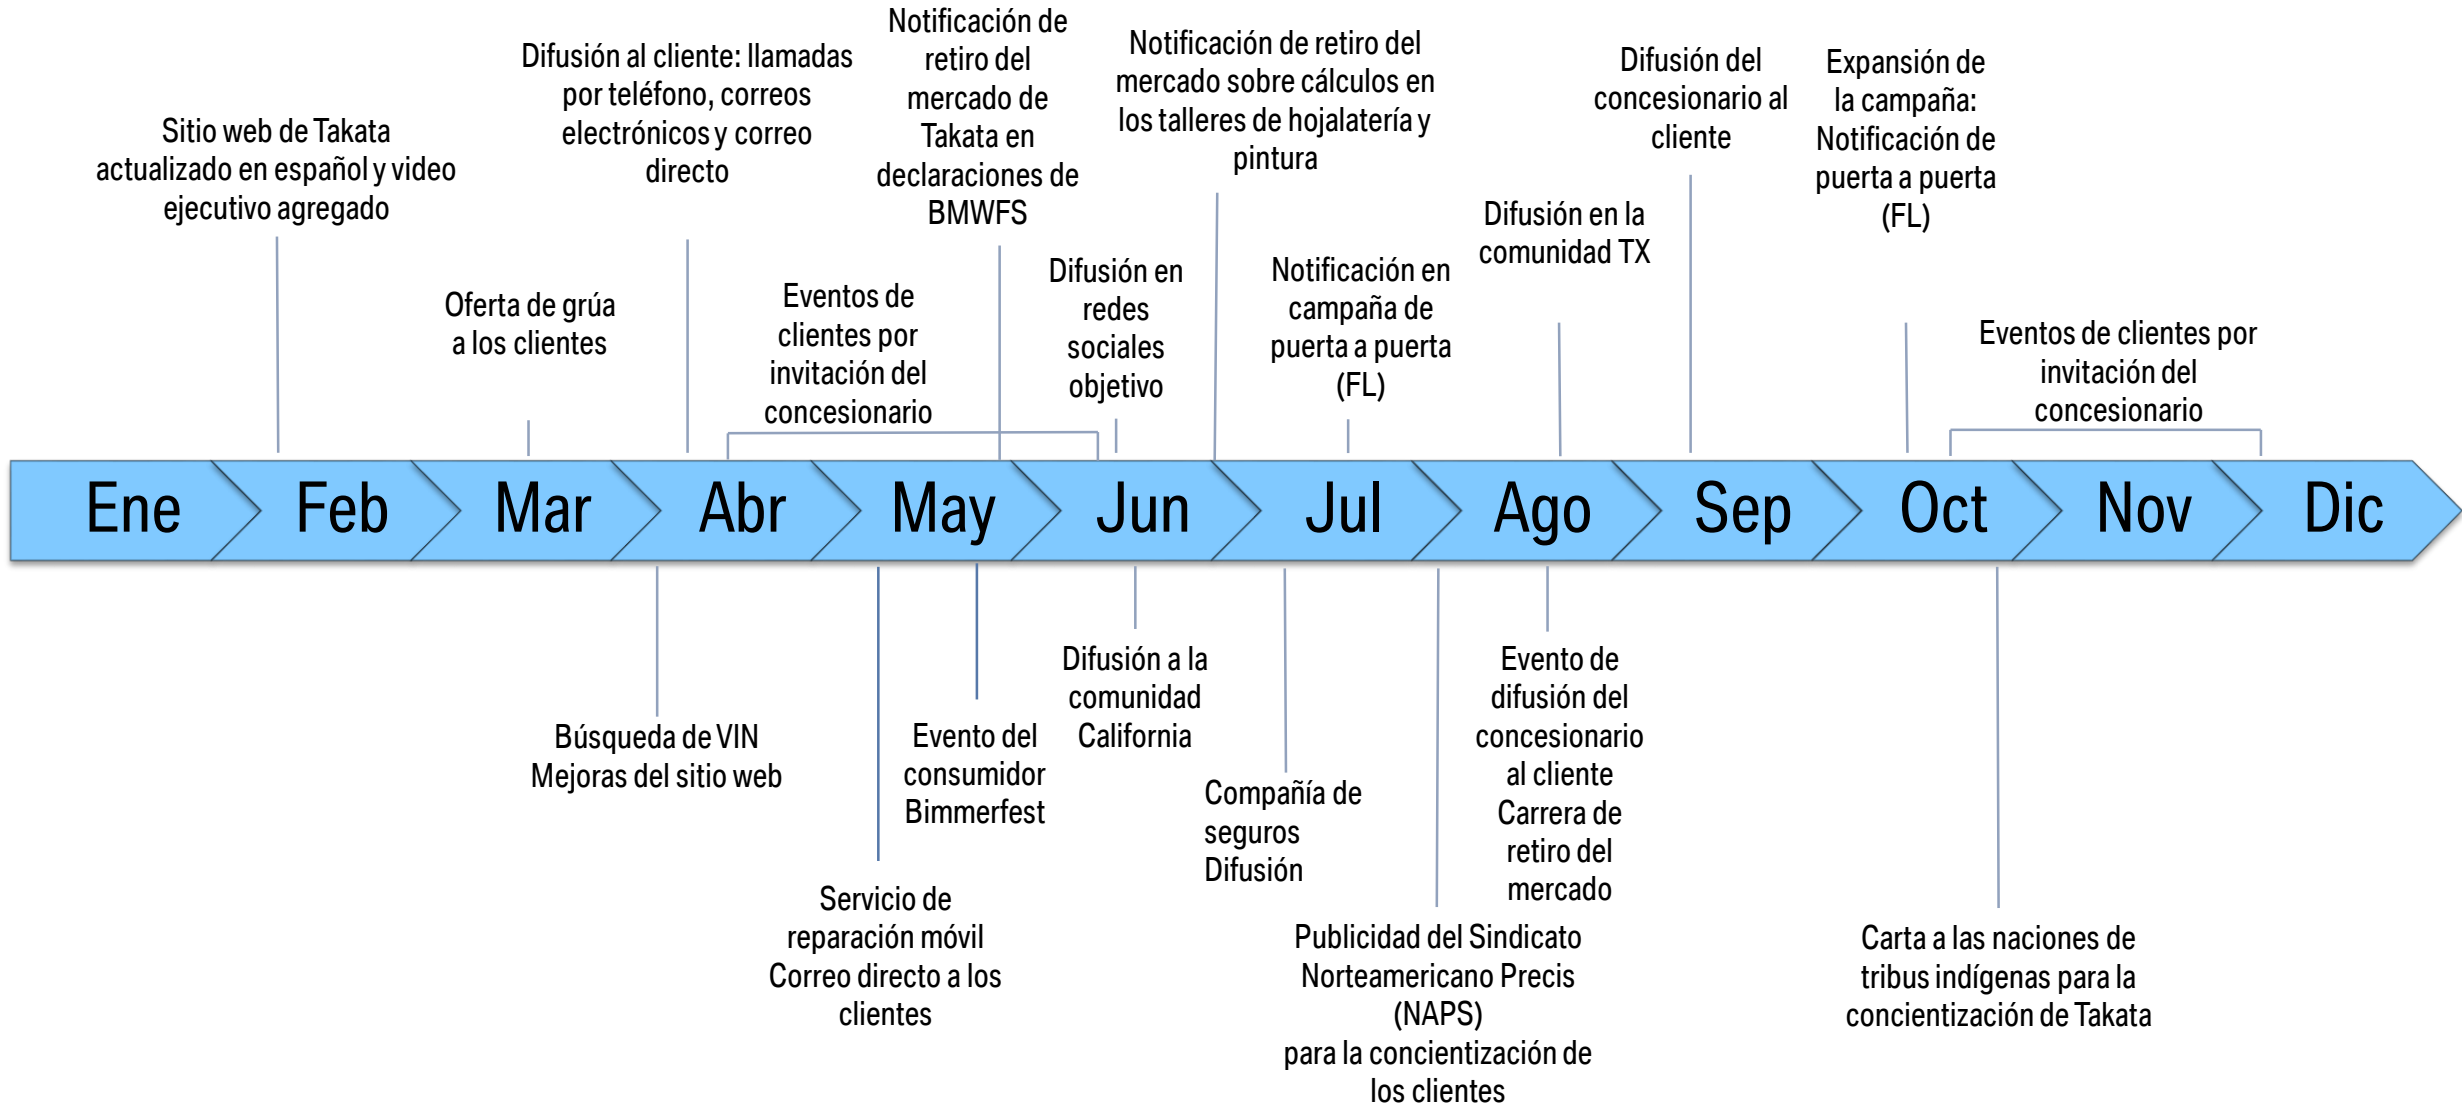 Sitio web de Takata
actualizado en español y video
ejecutivo agregado
Oferta de grúa
a los clientes
Difusión al cliente: llamadas
por teléfono, correos
electrónicos y correo
directo
Eventos de
clientes por
invitación del
concesionario
Notificación de
retiro del
mercado de
Takata en
declaraciones de
BMWFS
Difusión en
redes
sociales
objetivo
Notificación de retiro del
mercado sobre cálculos en
los talleres de hojalatería y
pintura
Notificación en
campaña de
puerta a puerta
(FL)
Difusión en la
comunidad TX
Difusión del
concesionario al
cliente
Expansión de
la campaña:
Notificación de
puerta a puerta
(FL)
Eventos de clientes por
invitación del
concesionario
Ene
Feb
Mar
Abr
May
Jun
Jul
Ago
Sep
Oct
Nov
Dic
Búsqueda de VIN
Mejoras del sitio web
Servicio de
reparación móvil
Correo directo a los
clientes
Evento del
consumidor
Bimmerfest
Difusión a la
comunidad
California
Compañía de
seguros
Difusión
Publicidad del Sindicato
Norteamericano Precis
(NAPS)
para la concientización de
los clientes
Evento de
difusión del
concesionario
al cliente
Carrera de
retiro del
mercado
Carta a las naciones de
tribus indígenas para la
concientización de Takata